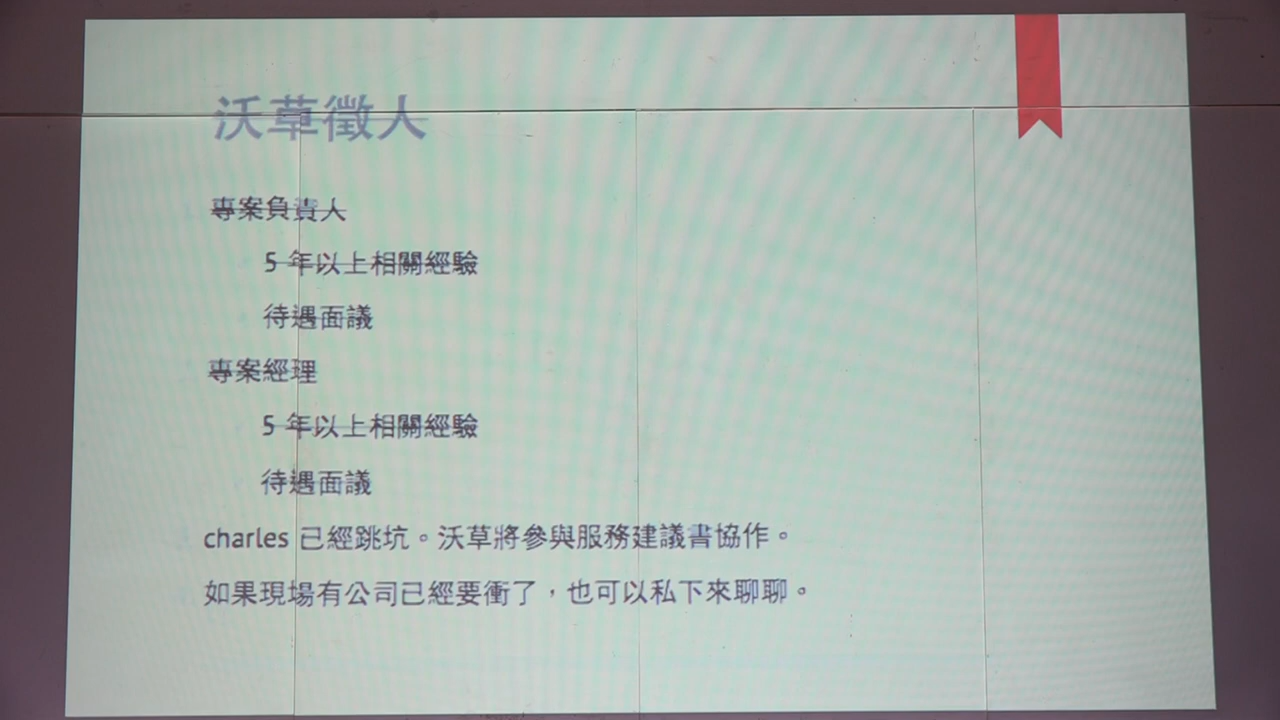 沃草徵人
專案負責人
5 年以上相關經驗
待遇面議
專案經理
5 年以上相關經驗
待遇面議
charles 已經跳坑。沃草將參與服務建議書協作。
如果現場有公司已經要衝了，也可以私下來聊聊。